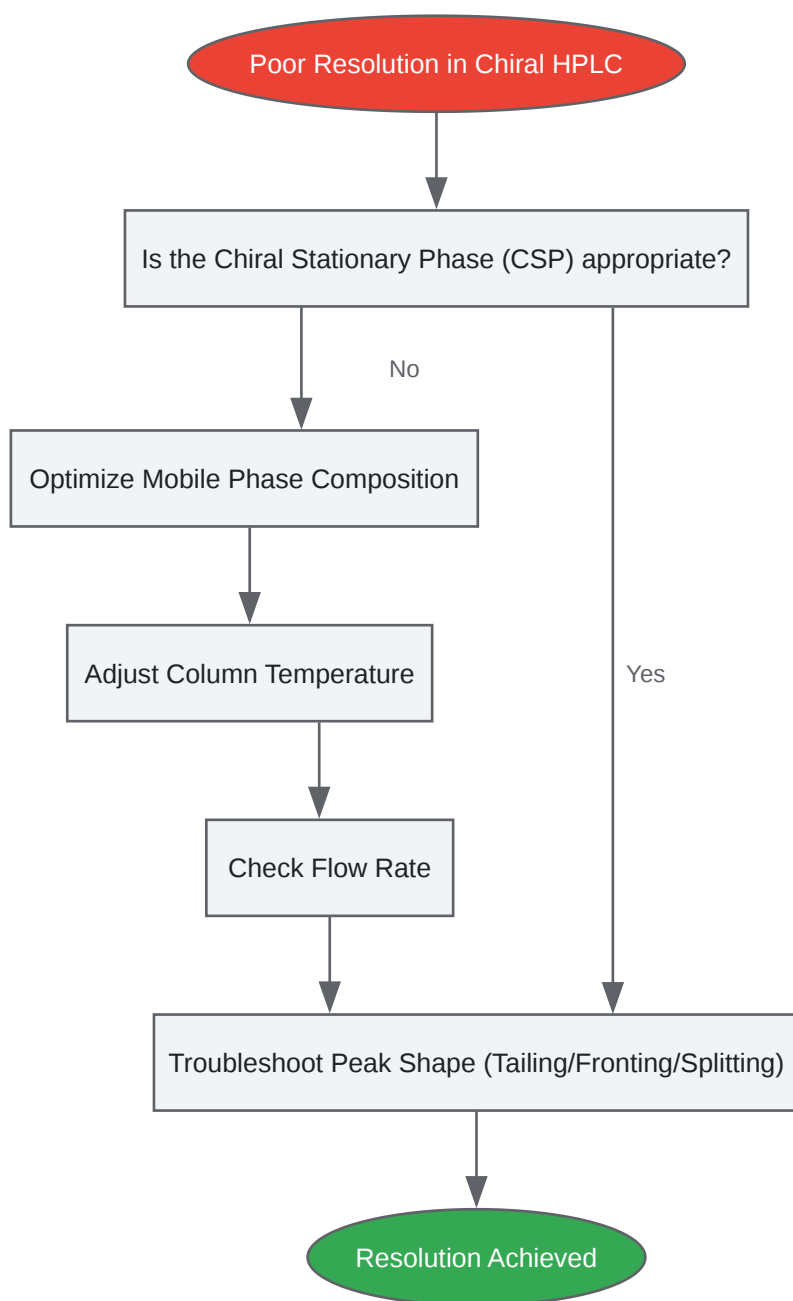 Poor Resolution in Chiral HPLC
Is the Chiral Stationary Phase (CSP) appropriate?
No
Optimize Mobile Phase Composition
Adjust Column Temperature
Yes
Check Flow Rate
Troubleshoot Peak Shape (Tailing/Fronting/Splitting)
Resolution Achieved